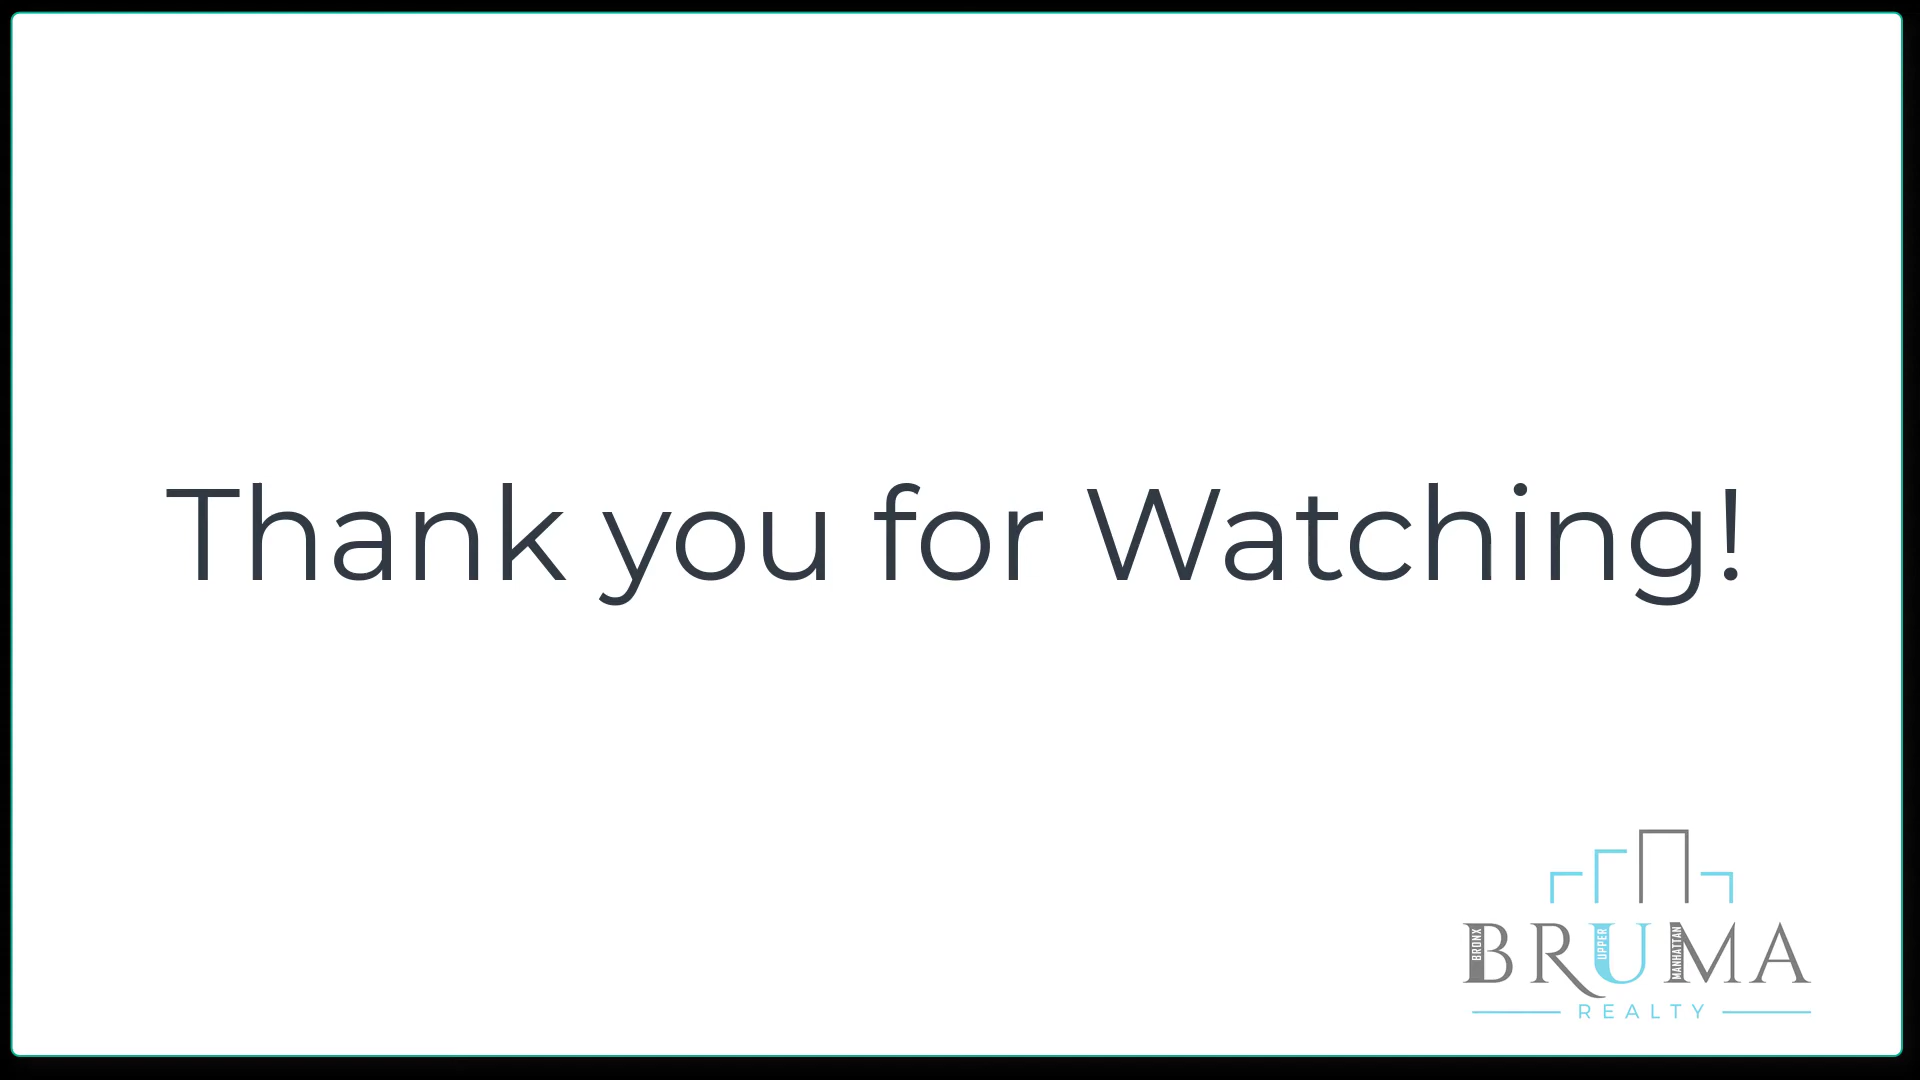 Thank you for Watching!
BRONX
UPPER
MANHATTAN
BRUMA
REALTY